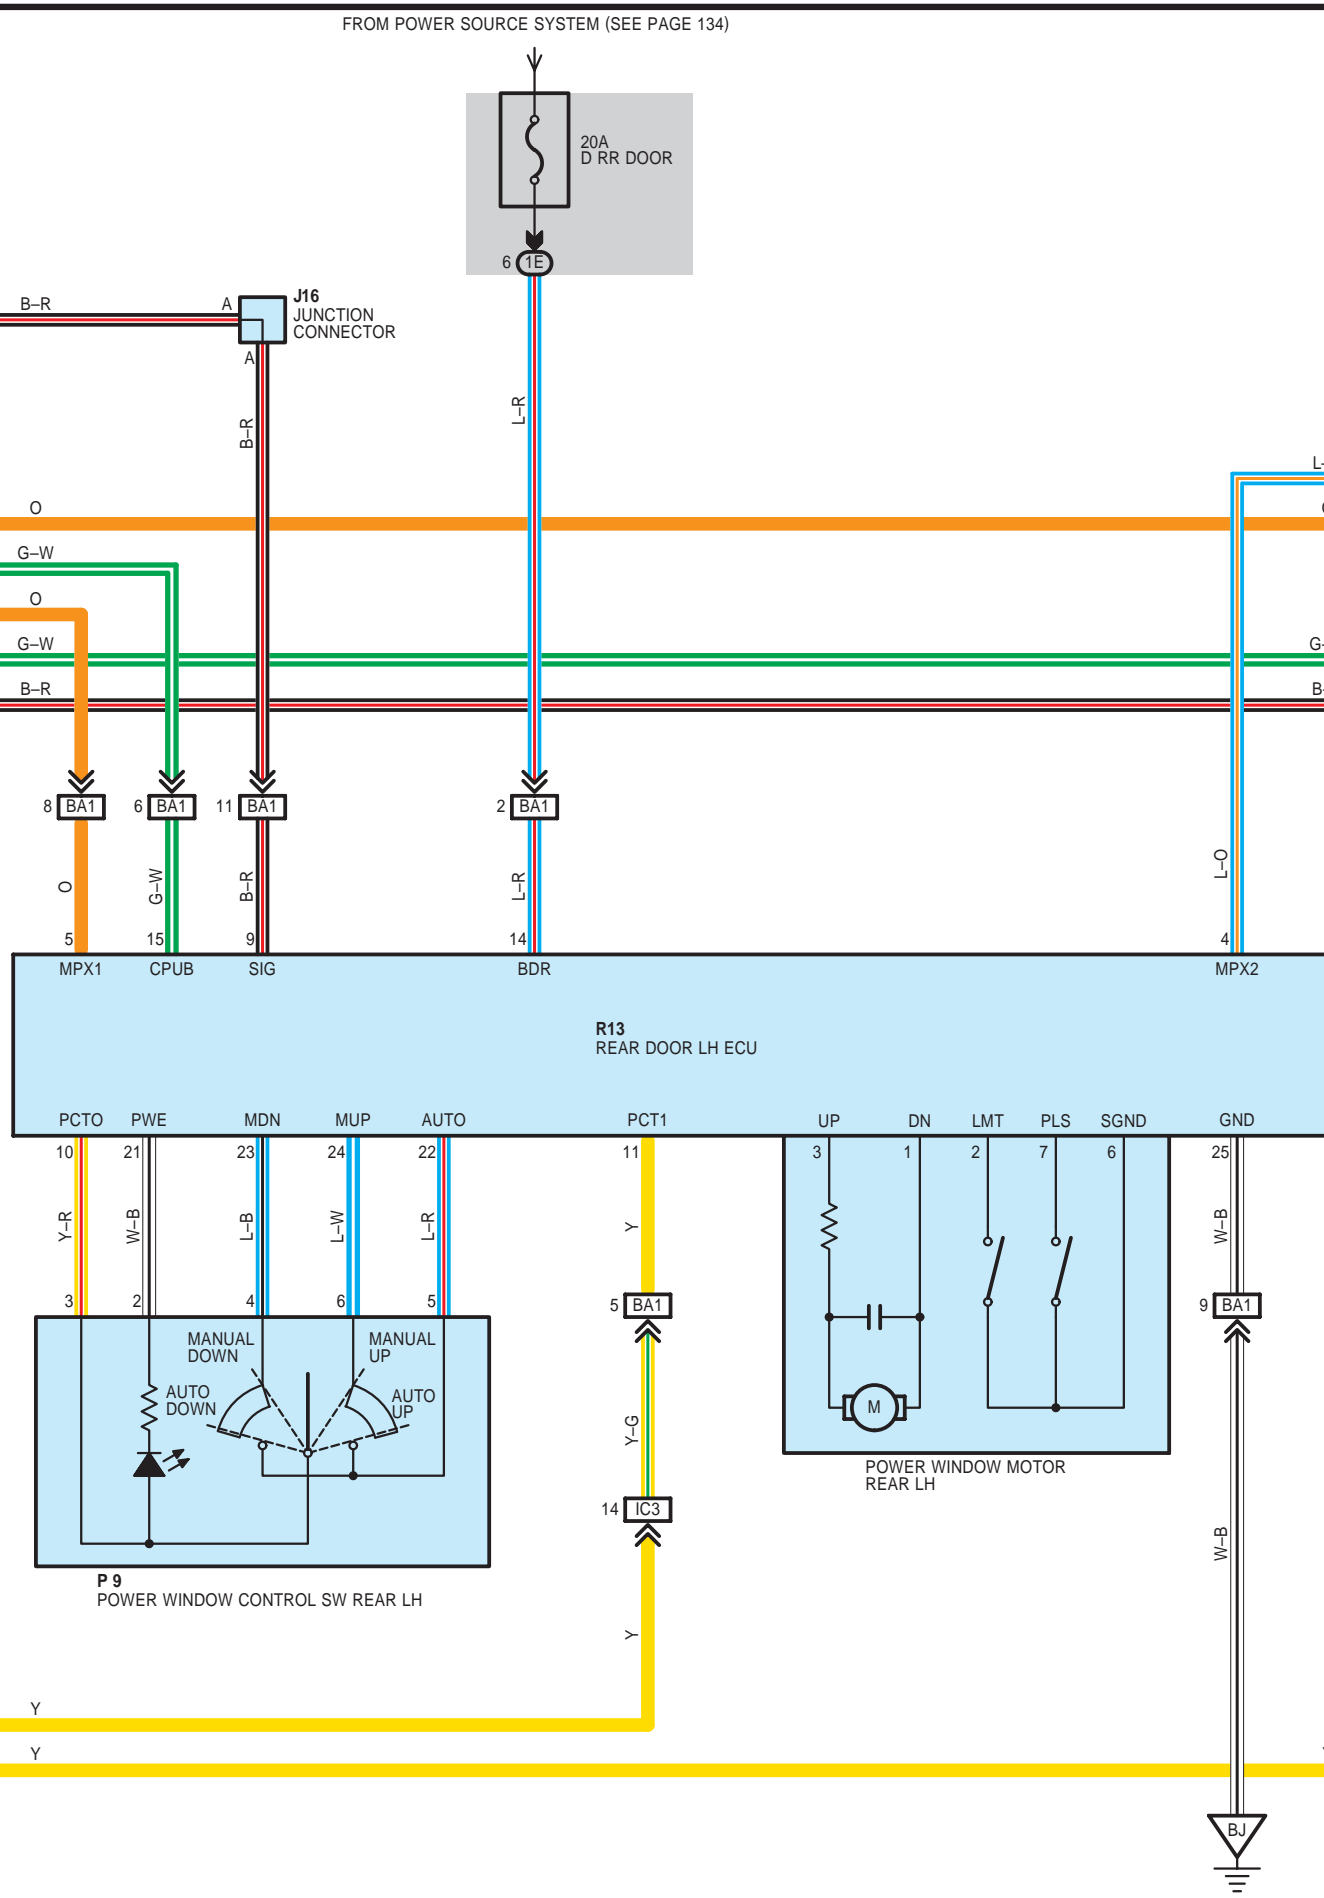 FROM POWER SOURCE SYSTEM (SEE PAGE 134)
20A
D RR DOOR
6 1E
B–R
A
J16
JUNCTION
CONNECTOR
A
B–R
L–R
L–
O
G–W
O
G–W
G–
B–R
B–
8 BA1
6 BA1
11 BA1
2 BA1
O
G–W
B–R
L–R
L–O
5
15
9
14
4
MPX1
CPUB
SIG
BDR
MPX2
R13
REAR DOOR LH ECU
PCTO
PWE
MDN
MUP
AUTO
PCT1
UP
DN
LMT
PLS
SGND
GND
10
21
23
24
22
11
3
1
2
7
6
25
Y–R
W–B
L–B
L–W
L–R
Y
W–B
3
2
4
6
5
5 BA1
9 BA1
MANUAL
DOWN
MANUAL
UP
AUTO
DOWN
AUTO
UP
M
Y–G
POWER WINDOW MOTOR
REAR LH
14 IC3
W–B
P 9
POWER WINDOW CONTROL SW REAR LH
Y
Y
Y
BJ